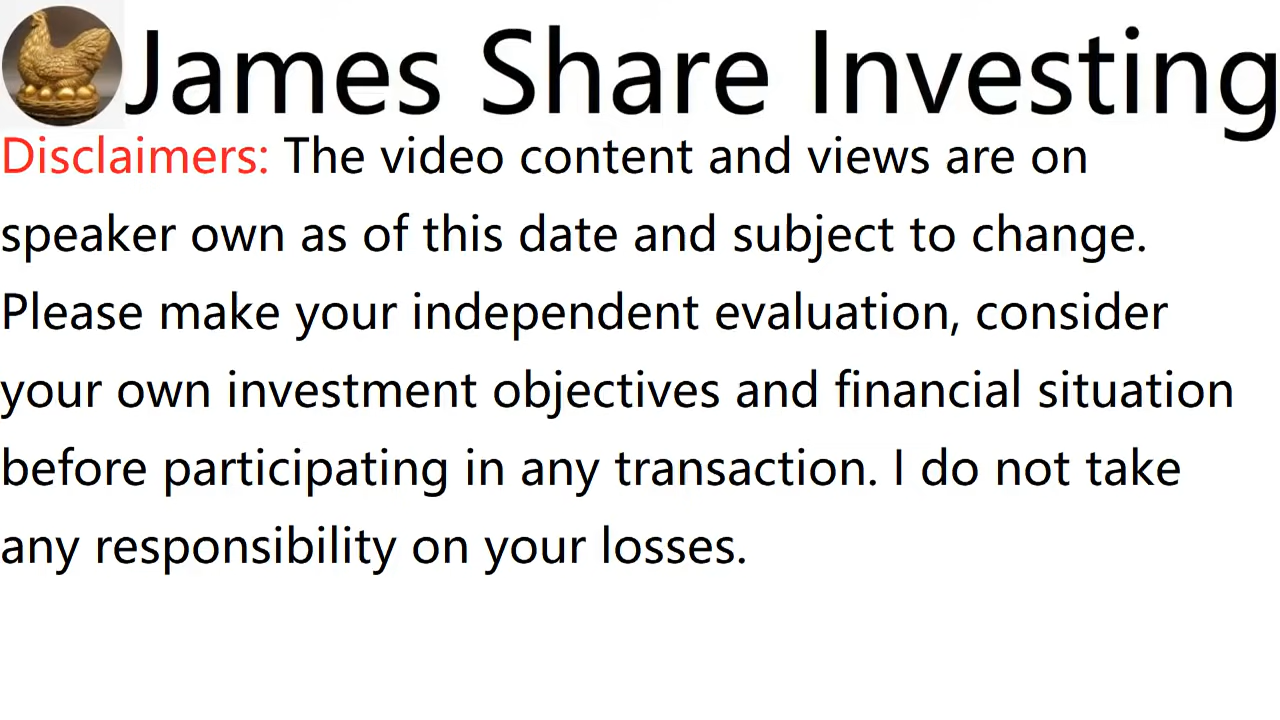 James Share Investing
Disclaimers: The video content and views are on
speaker own as of this date and subject to change.
Please make your independent evaluation, consider
your own investment objectives and financial situation
before participating in any transaction. I do not take
any responsibility on your losses.